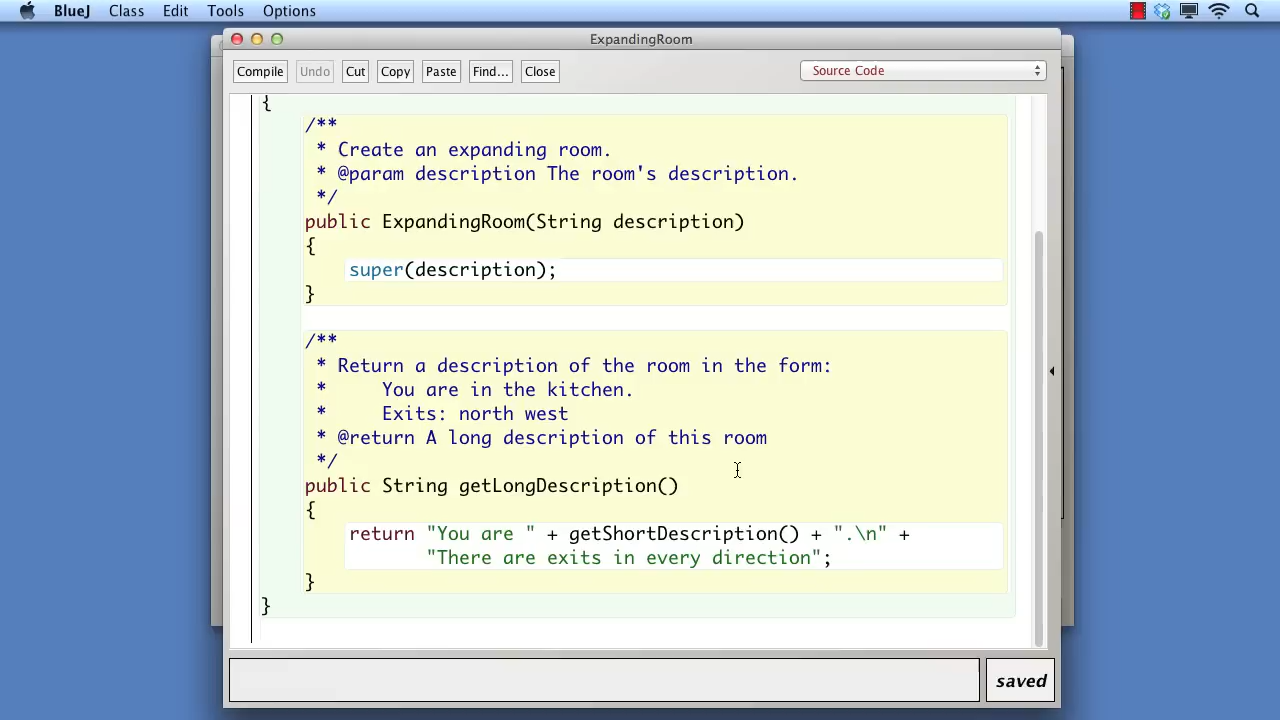 BlueJ Class Edit Tools Options
ExpandingRoom
Compile Undo Cut Copy Paste Find... Close Source Code
{
/**
* Create an expanding room.
* @param description The room's description.
*/
public ExpandingRoom(String description)
{
super(description);
}
/**
* Return a description of the room in the form:
* You are in the kitchen.
* Exits: north west
* @return A long description of this room
*/
public String getLongDescription()
{
return "You are " + getShortDescription() + ".\n" +
"There are exits in every direction";
}
}
saved